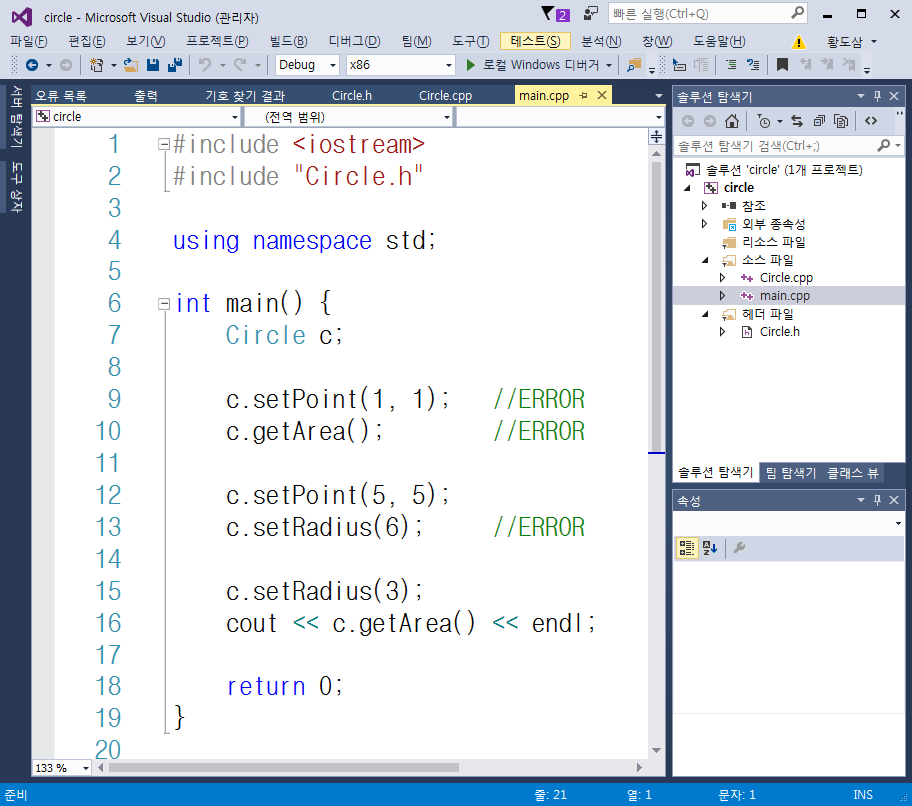 circle - Microsoft Visual Studio (관리자)
2
빠른 실행(Ctrl+Q)
파일(F) 편집(E) 보기(V) 프로젝트(P) 빌드(B) 디버그(D) 팀(M) 도구(T) 테스트(S) 분석(N) 창(W) 도움말(H) 황도삼
Debug x86 로컬 Windows 디버거
서버 탐색기
도구 상자
오류 목록 출력 기호 찾기 결과 Circle.h Circle.cpp main.cpp
circle (전역 범위)
1 #include <iostream>
2 #include "Circle.h"
3
4 using namespace std;
5
6 int main() {
7 Circle c;
8
9 c.setPoint(1, 1); //ERROR
10 c.getArea(); //ERROR
11
12 c.setPoint(5, 5);
13 c.setRadius(6); //ERROR
14
15 c.setRadius(3);
16 cout << c.getArea() << endl;
17
18 return 0;
19 }
20
133 %
솔루션 탐색기
솔루션 탐색기 검색(Ctrl+;)
솔루션 'circle' (1개 프로젝트)
circle
참조
외부 종속성
리소스 파일
소스 파일
Circle.cpp
main.cpp
헤더 파일
Circle.h
솔루션 탐색기 팀 탐색기 클래스 뷰
속성
준비 줄: 21 열: 1 문자: 1 INS